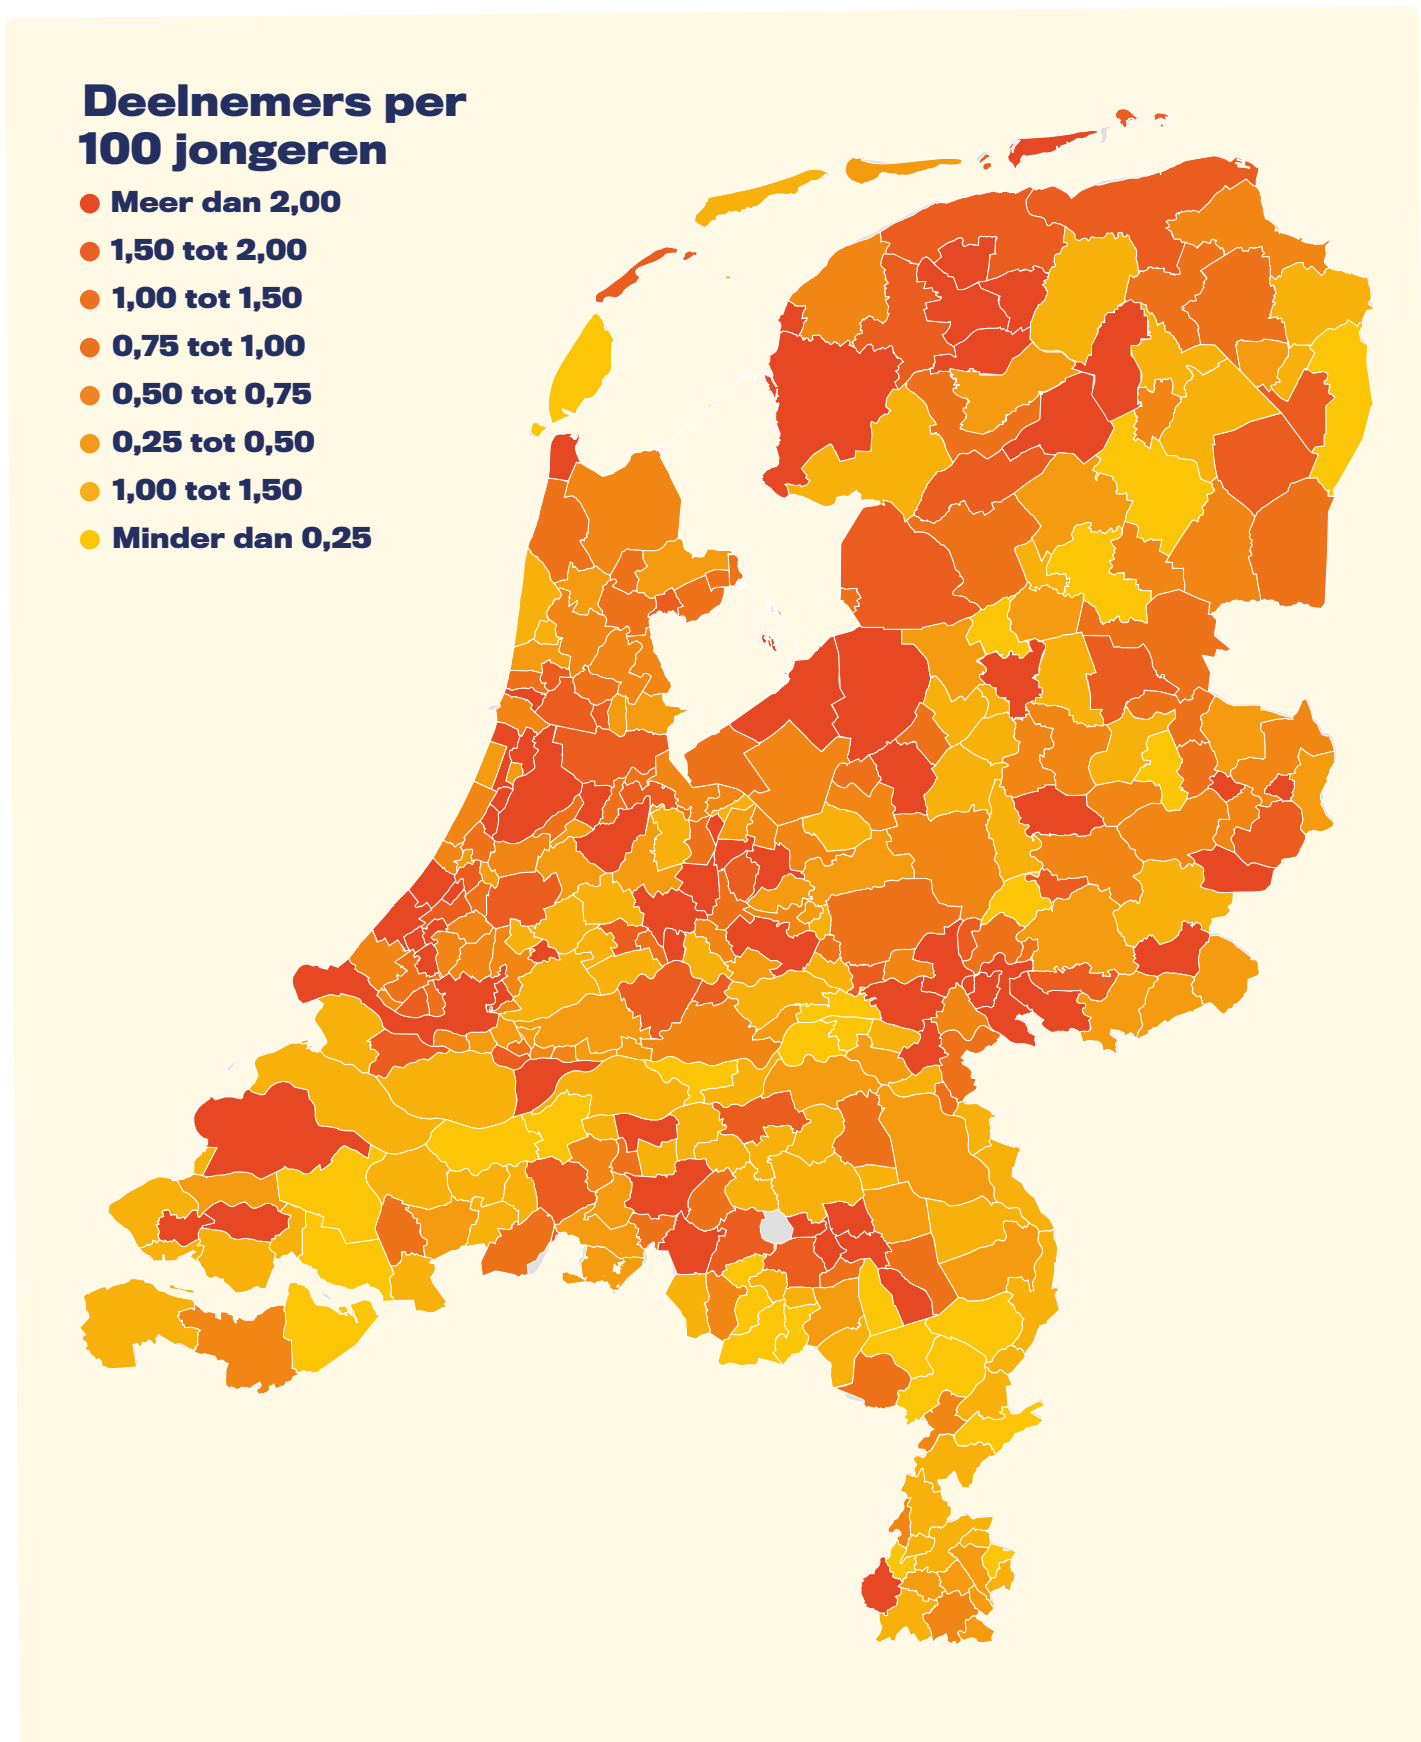 Deelnemers per
100 jongeren
Meer dan 2,00
1,50 tot 2,00
1,00 tot 1,50
0,75 tot 1,00
0,50 tot 0,75
0,25 tot 0,50
1,00 tot 1,50
Minder dan 0,25